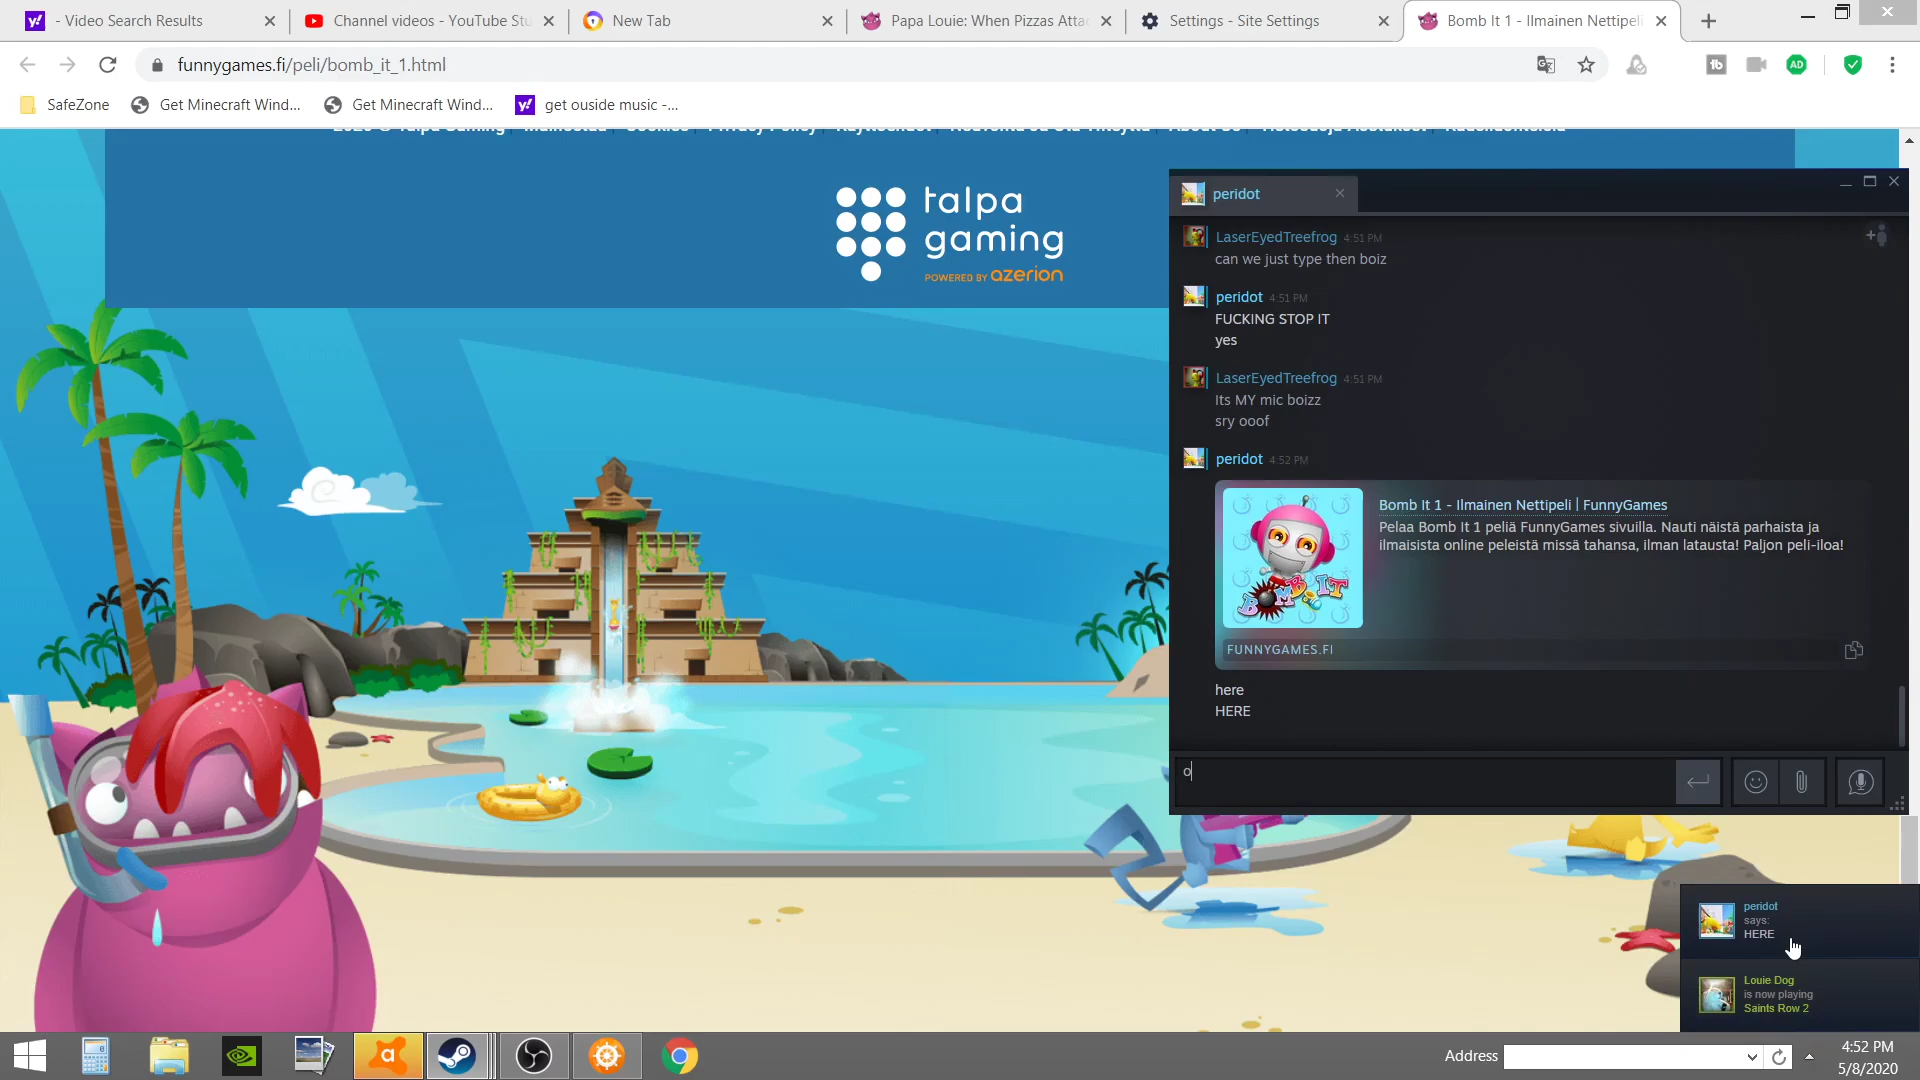 - Video Search Results
Channel videos - YouTube Stu
New Tab
Papa Louie: When Pizzas Attac
Settings - Site Settings
Bomb It 1 - Ilmainen Nettipeli
funnygames.fi/peli/bomb_it_1.html
SafeZone
Get Minecraft Wind...
Get Minecraft Wind...
get ouside music -...
talpa
gaming
POWERED BY azerion
peridot
LaserEyedTreefrog 4:51 PM
can we just type then boiz
peridot 4:51 PM
FUCKING STOP IT
yes
LaserEyedTreefrog 4:51 PM
Its MY mic boizz
sry ooof
peridot 4:52 PM
Bomb It 1 - Ilmainen Nettipeli | FunnyGames
Pelaa Bomb It 1 peliä FunnyGames sivuilla. Nauti näistä parhaista ja
ilmaisista online peleistä missä tahansa, ilman latausta! Paljon peli-iloa!
BOMB IT
FUNNYGAMES.FI
here
HERE
o
peridot
says:
HERE
Louie Dog
is now playing
Saints Row 2
Address
4:52 PM
5/8/2020